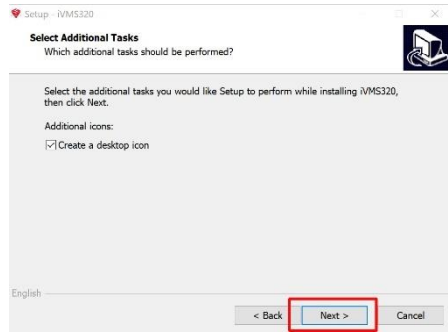 Setup - iVMS320
Select Additional Tasks
Which additional tasks should be performed?
Select the additional tasks you would like Setup to perform while installing iVMS320,
then click Next.
Additional icons:
Create a desktop icon
English
< Back
Next >
Cancel